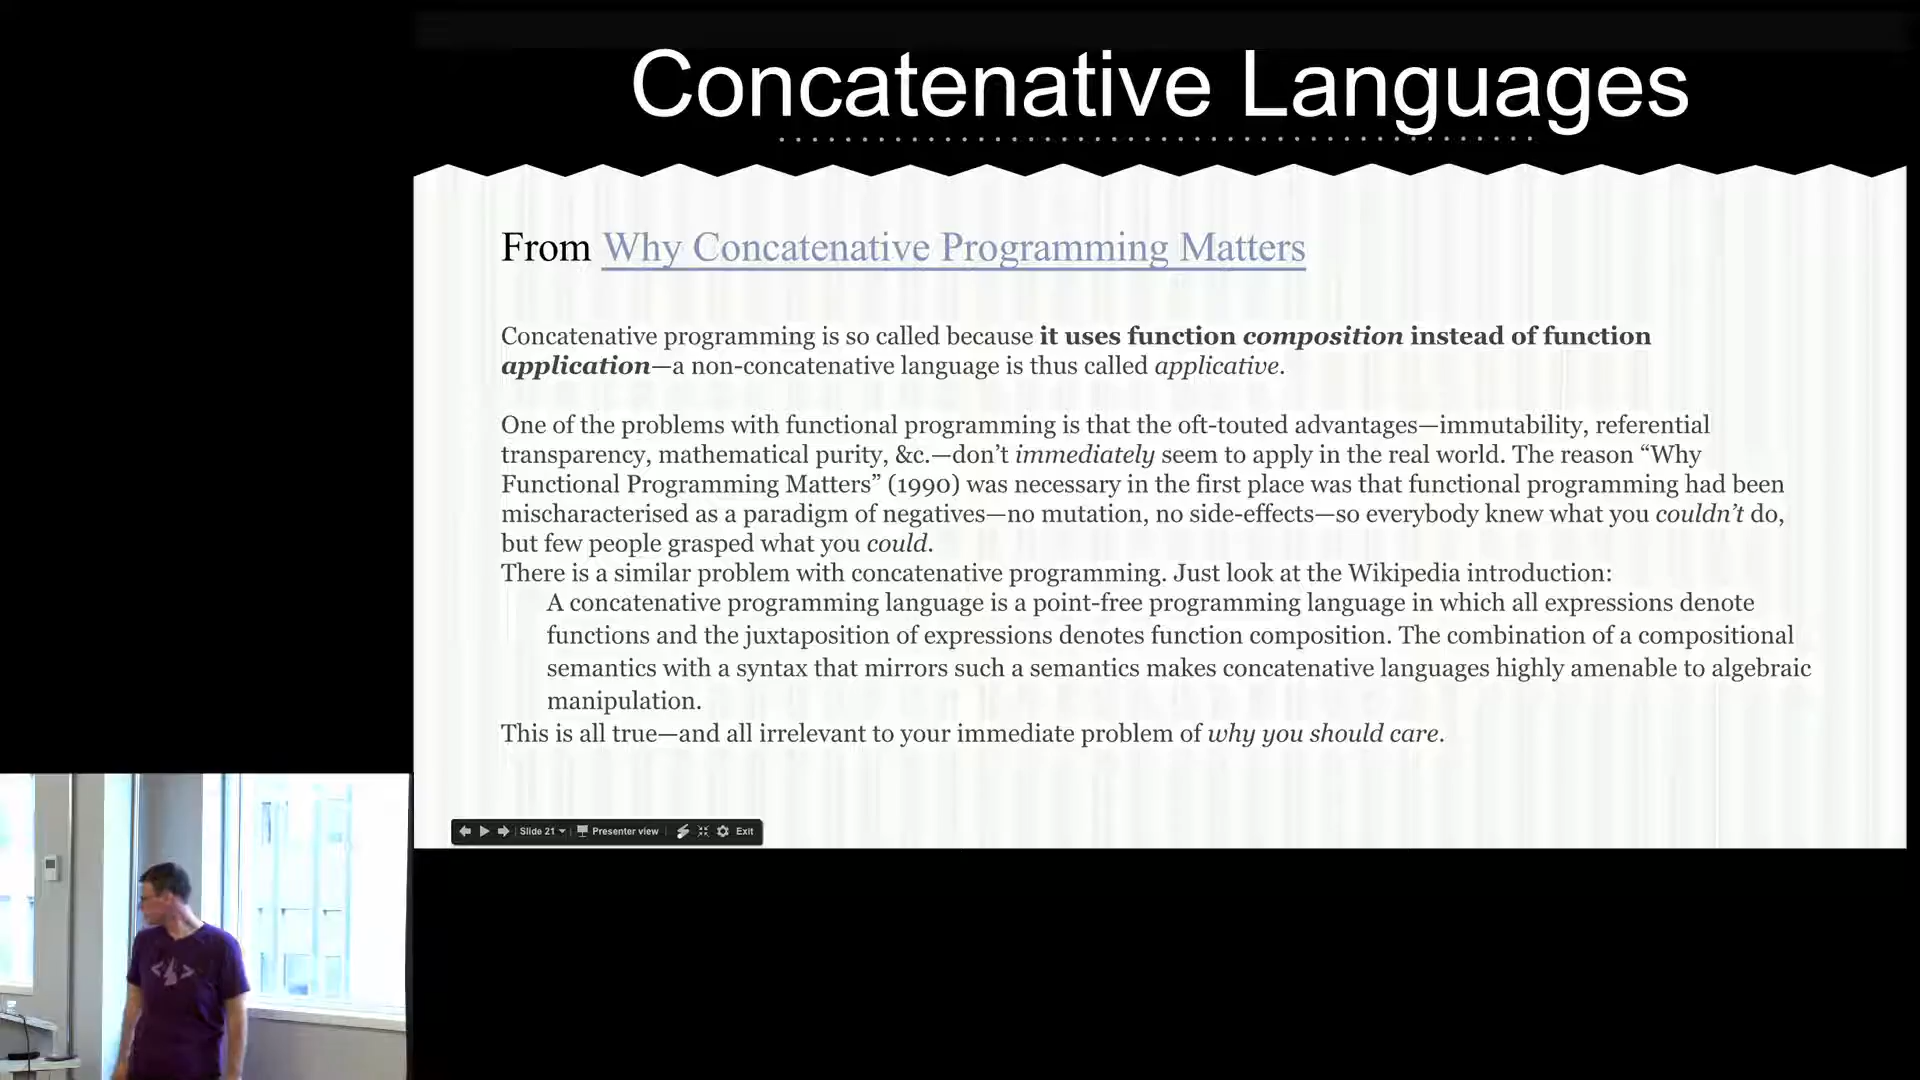 Concatenative Languages
From Why Concatenative Programming Matters
Concatenative programming is so called because it uses function composition instead of function
application—a non-concatenative language is thus called applicative.
One of the problems with functional programming is that the oft-touted advantages—immutability, referential
transparency, mathematical purity, &c.—don’t immediately seem to apply in the real world. The reason “Why
Functional Programming Matters” (1990) was necessary in the first place was that functional programming had been
mischaracterised as a paradigm of negatives—no mutation, no side-effects—so everybody knew what you couldn’t do,
but few people grasped what you could.
There is a similar problem with concatenative programming. Just look at the Wikipedia introduction:
A concatenative programming language is a point-free programming language in which all expressions denote
functions and the juxtaposition of expressions denotes function composition. The combination of a compositional
semantics with a syntax that mirrors such a semantics makes concatenative languages highly amenable to algebraic
manipulation.
This is all true—and all irrelevant to your immediate problem of why you should care.
Slide 21 Presenter view Exit